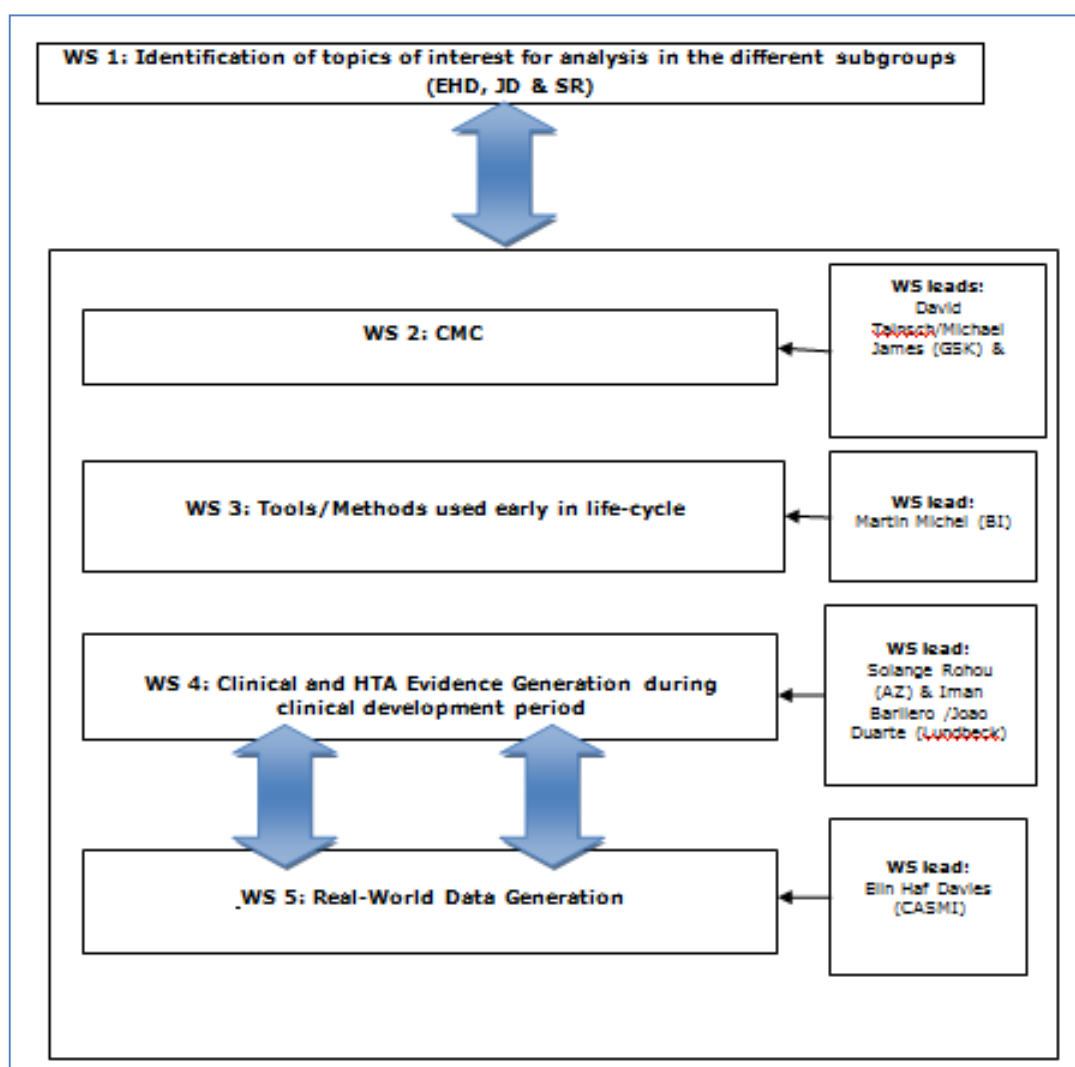 WS 1: Identification of topics of interest for analysis in the different subgroups
(EHD, JD & SR)
WS leads:
David
Tainsch/Michael
James (GSK) &
WS 2: CMC
WS lead:
Martin Michel (BI)
WS 3: Tools/Methods used early in life-cycle
WS lead:
Solange Rohou
(AZ) & Iman
Barilero /Joao
Duarte (Lundbeck)
WS 4: Clinical and HTA Evidence Generation during
clinical development period
WS lead:
Elin Haf Davies
(CASMI)
WS 5: Real-World Data Generation